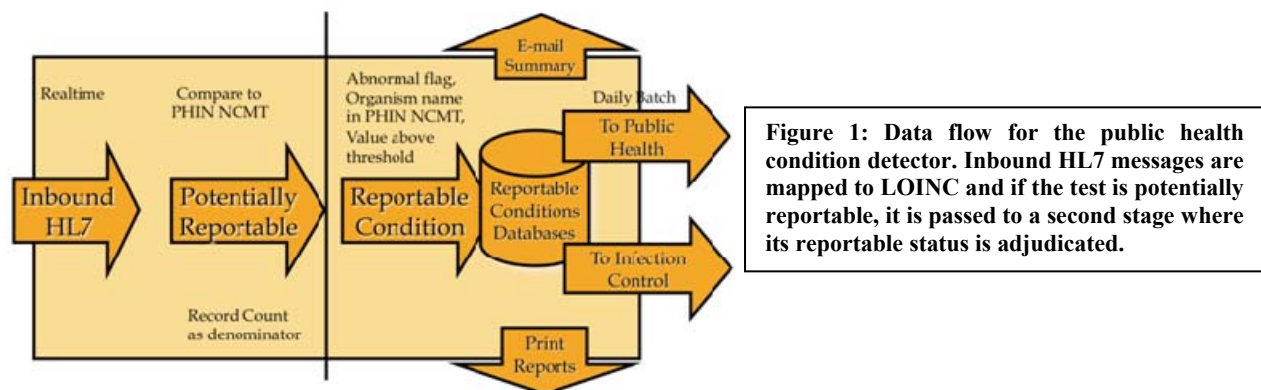 E-mail
Summary
Realtime
Compare to
PHIN NCMT
Abnormal flag,
Organism name
in PHIN NCMT,
Value above
threshold
Daily Batch
To Public
Health
Inbound
HL7
Potentially
Reportable
Reportable
Condition
Reportable
Conditions
Databases
To Infection
Control
Record Count
as denominator
Print
Reports
Figure 1: Data flow for the public health
condition detector. Inbound HL7 messages are
mapped to LOINC and if the test is potentially
reportable, it is passed to a second stage where
its reportable status is adjudicated.